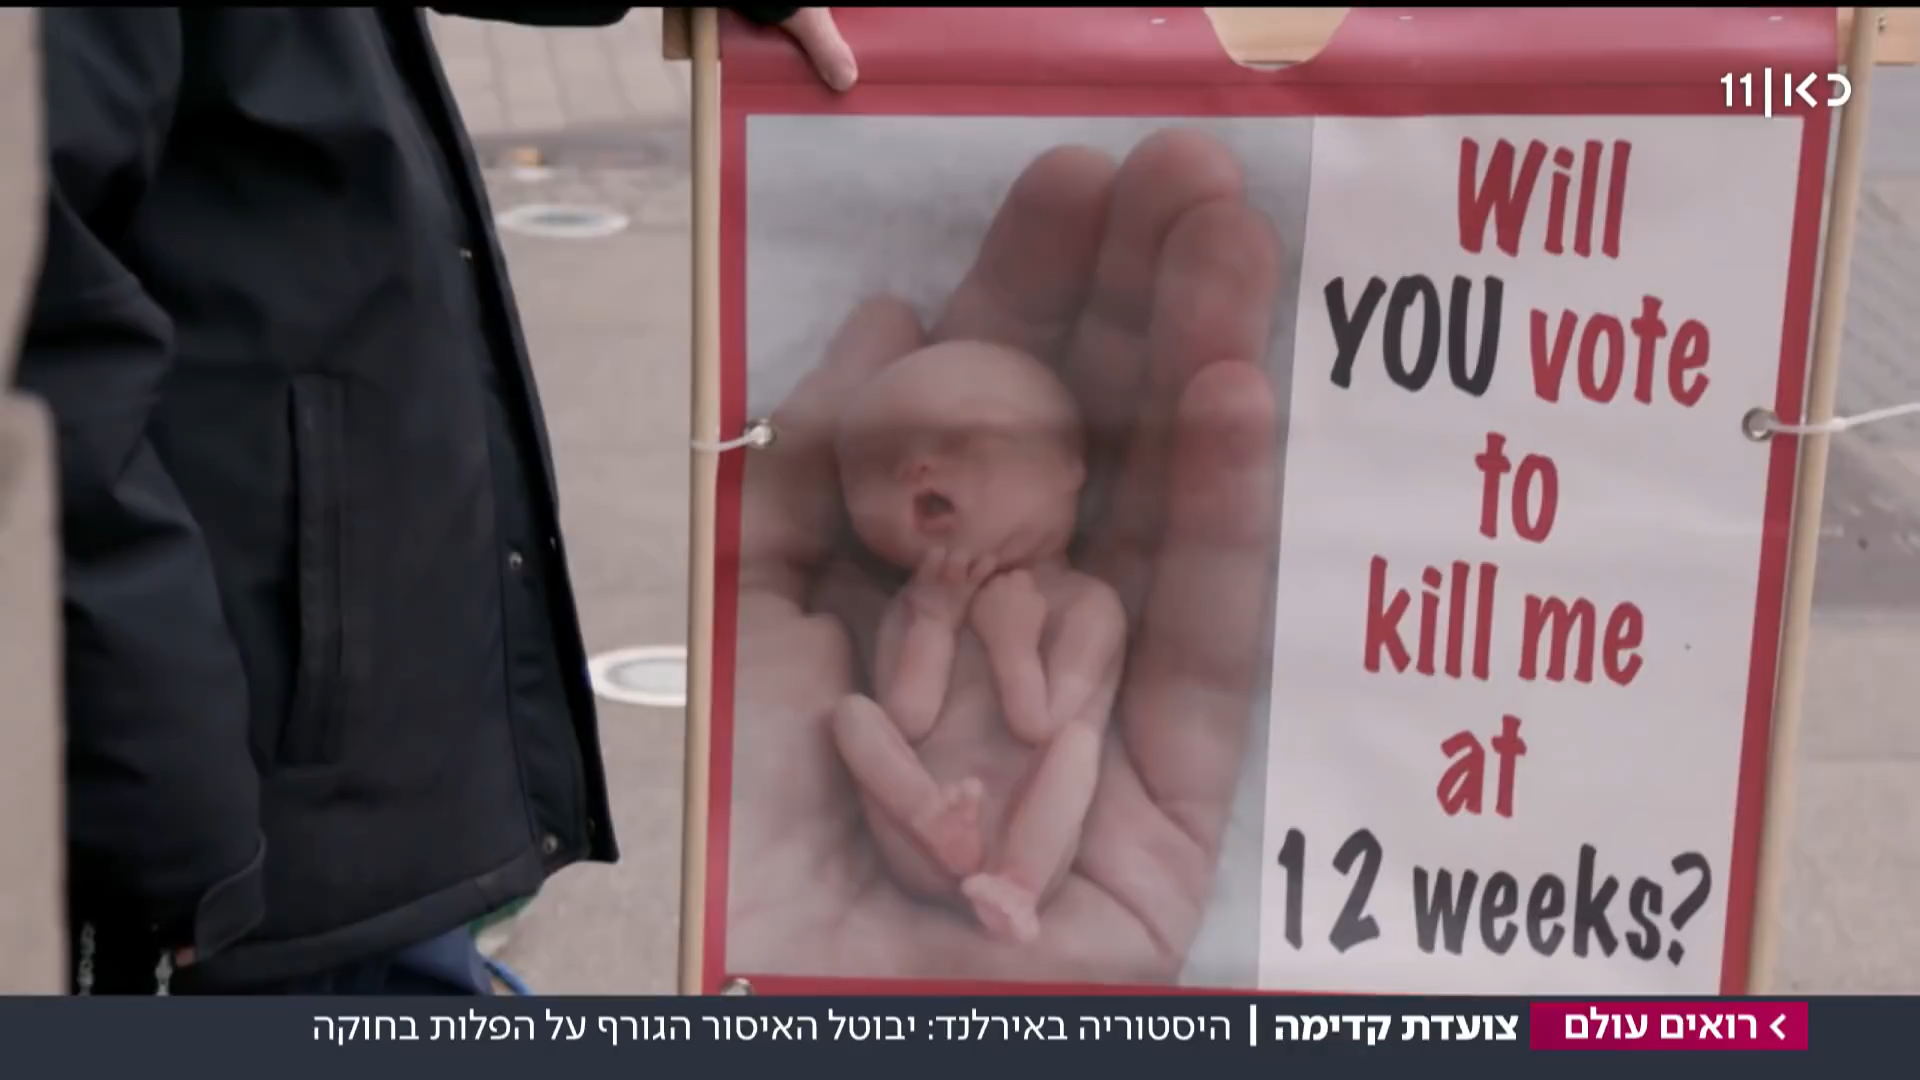 כאן|11
Will
YOU vote
to
kill me
at
12 weeks?
רואים עולם
צועדת קדימה | היסטוריה באירלנד: יבוטל האיסור הגורף על הפלות בחוקה